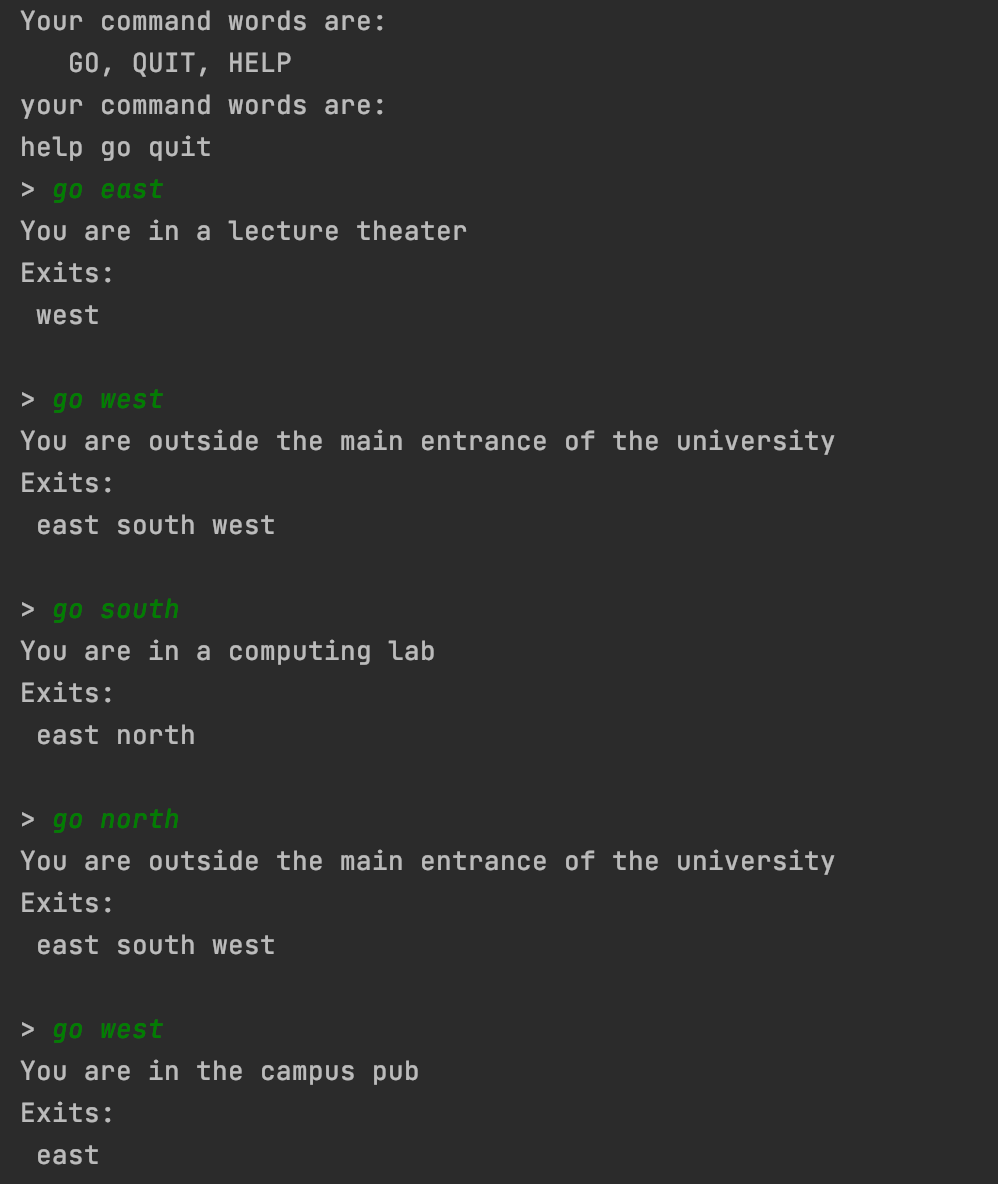 Your command words are:
   GO, QUIT, HELP
your command words are:
help go quit
> go east
You are in a lecture theater
Exits:
 west

> go west
You are outside the main entrance of the university
Exits:
 east south west

> go south
You are in a computing lab
Exits:
 east north

> go north
You are outside the main entrance of the university
Exits:
 east south west

> go west
You are in the campus pub
Exits:
 east